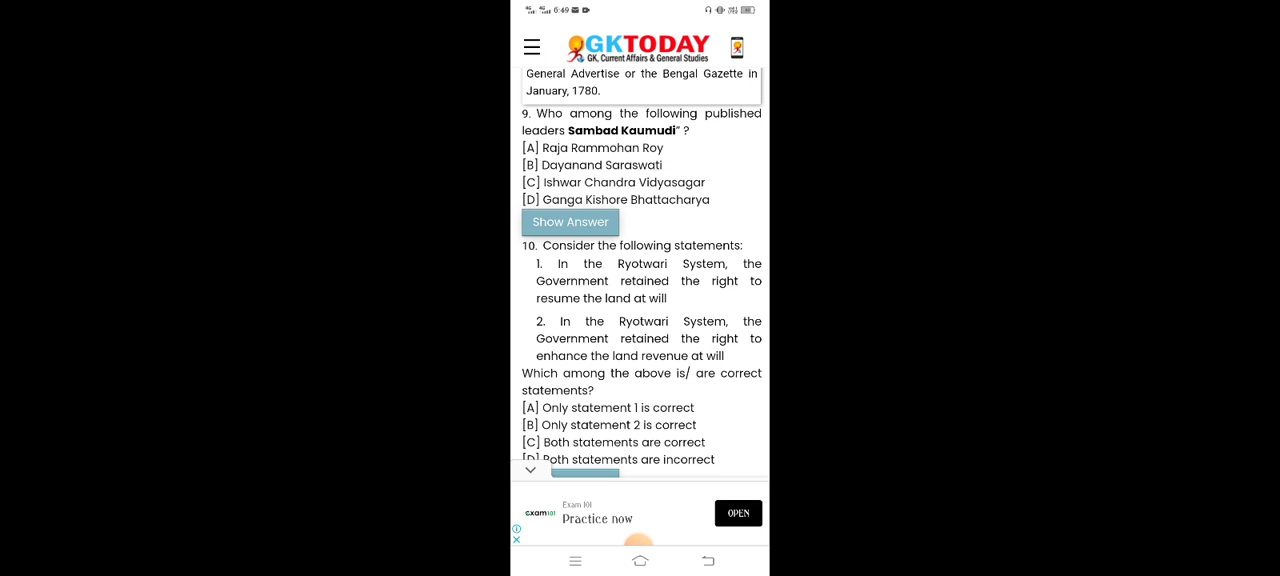 6:49
GKTODAY
GK, Current Affairs & General Studies
General Advertise or the Bengal Gazette in
January, 1780.
9. Who among the following published
leaders Sambad Kaumudi" ?
[A] Raja Rammohan Roy
[B] Dayanand Saraswati
[C] Ishwar Chandra Vidyasagar
[D] Ganga Kishore Bhattacharya
Show Answer
10. Consider the following statements:
1. In the Ryotwari System, the
Government retained the right to
resume the land at will
2. In the Ryotwari System, the
Government retained the right to
enhance the land revenue at will
Which among the above is/ are correct
statements?
[A] Only statement 1 is correct
[B] Only statement 2 is correct
[C] Both statements are correct
[D] Both statements are incorrect
exam101
Exam 101
Practice now
OPEN